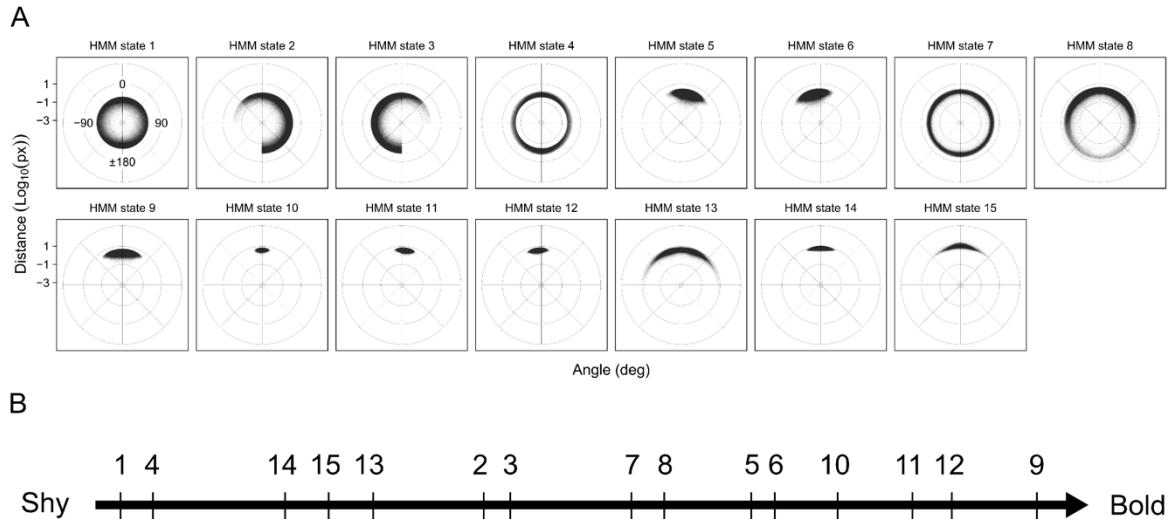 A
HMM state 1 HMM state 2 HMM state 3 HMM state 4 HMM state 5 HMM state 6 HMM state 7 HMM state 8
1
-1
-3
0
−90 90
±180
HMM state 9 HMM state 10 HMM state 11 HMM state 12 HMM state 13 HMM state 14 HMM state 15
1
-1
-3
Distance (Log₁₀(px))
Angle (deg)
B
1 4 14 15 13 2 3 7 8 5 6 10 11 12 9
Shy Bold